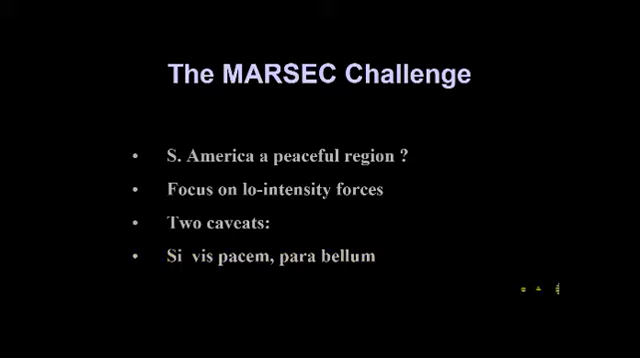 The MARSEC Challenge
• S. America a peaceful region ?
• Focus on lo-intensity forces
• Two caveats:
• Si vis pacem, para bellum